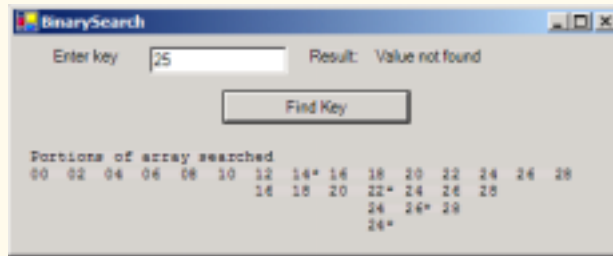 BinarySearch
Enter key 25 Result: Value not found
Find Key
Portions of array searched
00 02 04 06 08 10 12 14* 16 18 20 22 24 26 28
16 18 20 22* 24 26 28
24 26* 28
24*